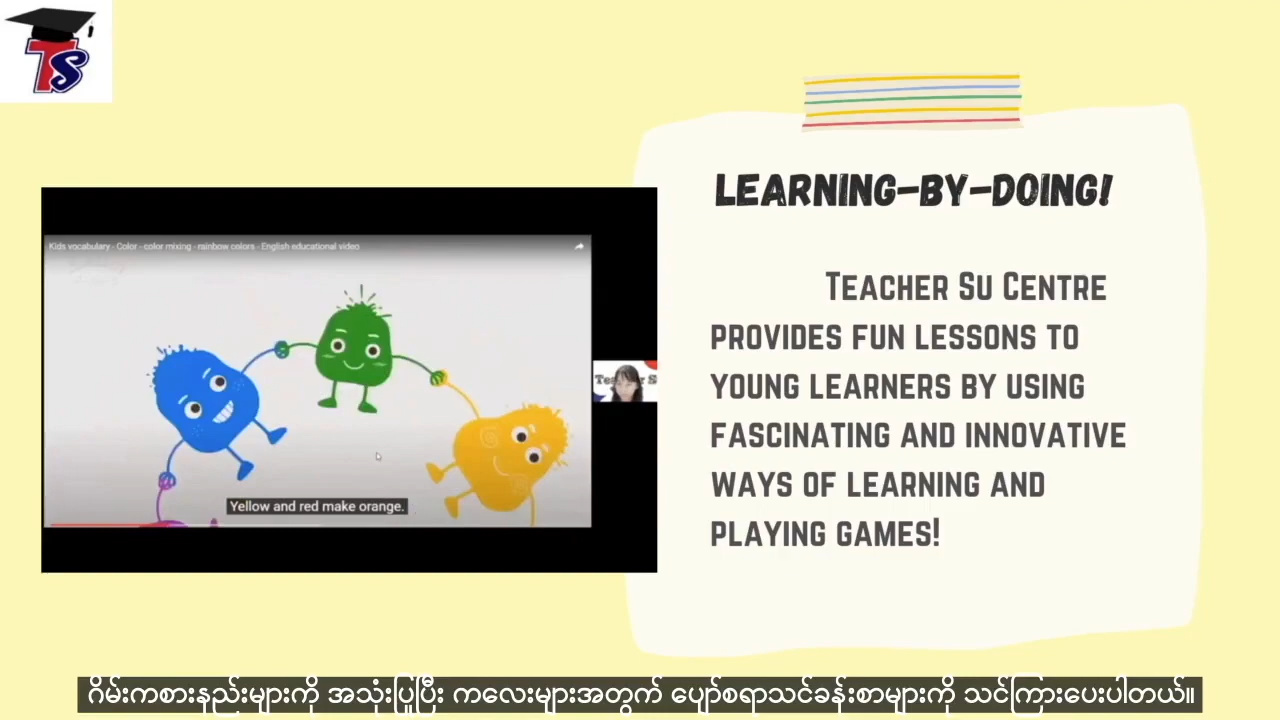 TS
LEARNING-BY-DOING!
TEACHER SU CENTRE
PROVIDES FUN LESSONS TO
YOUNG LEARNERS BY USING
FASCINATING AND INNOVATIVE
WAYS OF LEARNING AND
PLAYING GAMES!
Kids vocabulary - Color - color mixing - rainbow colors - English educational video
Yellow and red make orange.
ဂိမ်းကစားနည်းများကို အသုံးပြုပြီး ကလေးများအတွက် ပျော်စရာသင်ခန်းစာများကို သင်ကြားပေးပါတယ်။